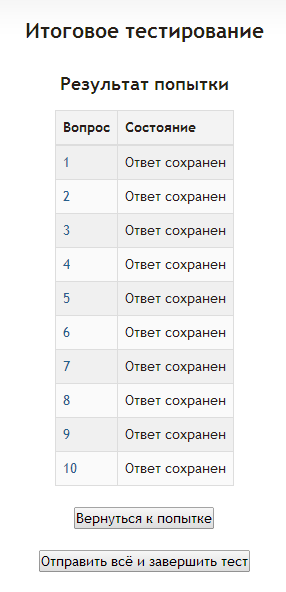 Итоговое тестирование
Результат попытки
Вопрос Состояние
1 Ответ сохранен
2 Ответ сохранен
3 Ответ сохранен
4 Ответ сохранен
5 Ответ сохранен
6 Ответ сохранен
7 Ответ сохранен
8 Ответ сохранен
9 Ответ сохранен
10 Ответ сохранен
Вернуться к попытке
Отправить всё и завершить тест